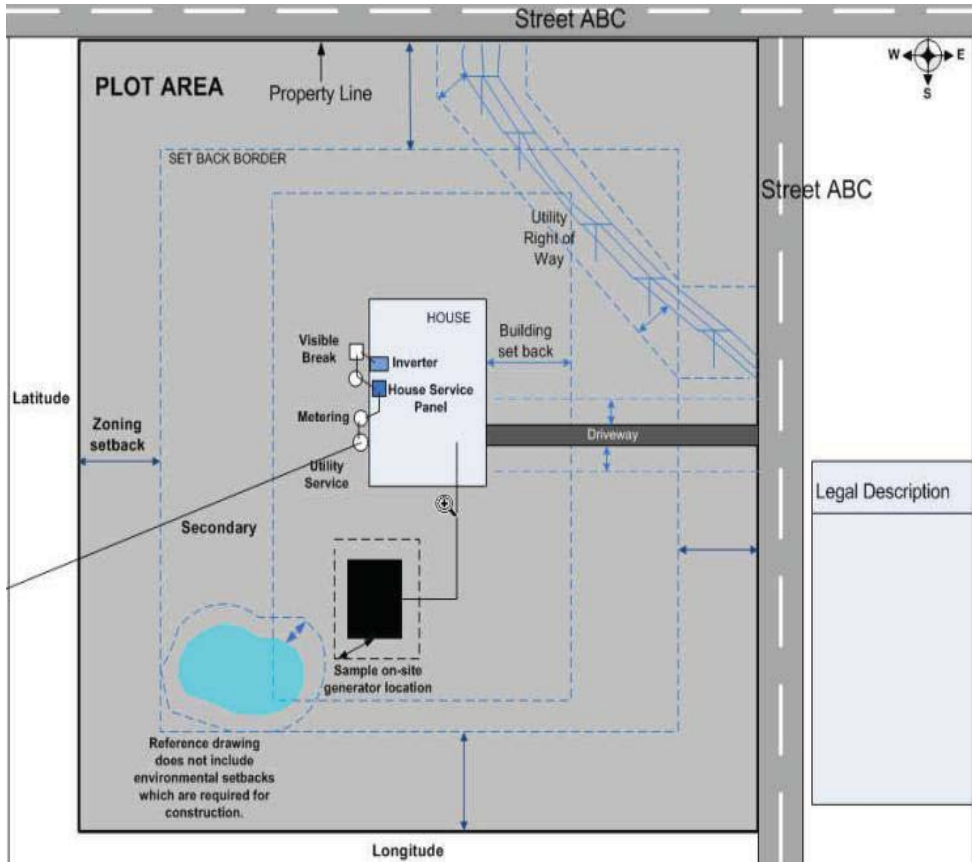 Street ABC
W E
S
PLOT AREA
Property Line
SET BACK BORDER
Street ABC
Utility
Right of
Way
HOUSE
Visible
Break
Inverter
Building
set back
House Service
Panel
Latitude
Metering
Zoning
setback
Driveway
Utility
Service
Legal Description
Secondary
Sample on-site
generator location
Reference drawing
does not include
environmental setbacks
which are required for
construction.
Longitude